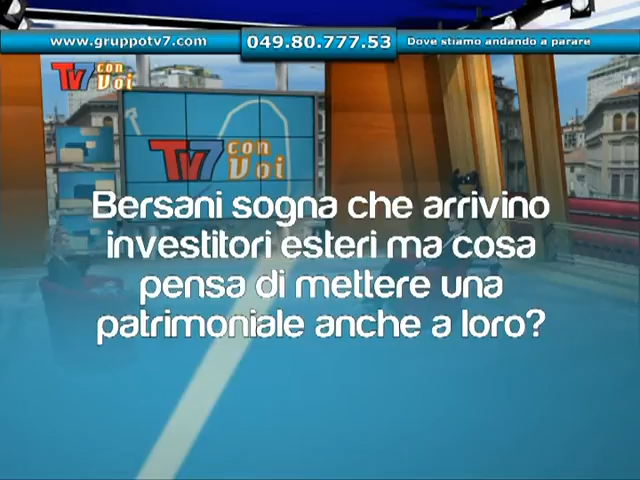 www.gruppotv7.com
049.80.777.53
Dove stiamo andando a parare
TV7 con Voi
TV7 con Voi
Bersani sogna che arrivino
investitori esteri ma cosa
pensa di mettere una
patrimoniale anche a loro?